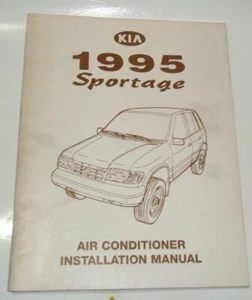 KIA
1995
Sportage
AIR CONDITIONER
INSTALLATION MANUAL